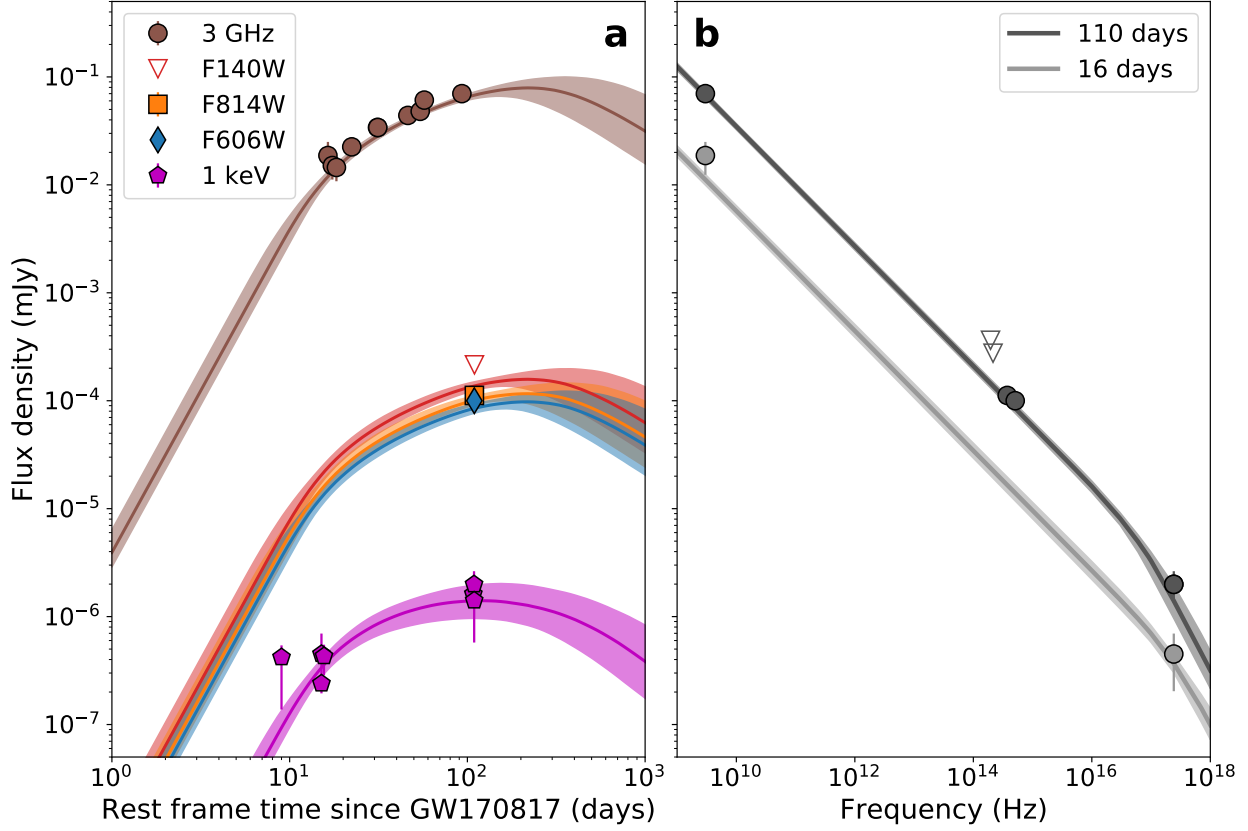 3 GHz
F140W
F814W
F606W
1 keV
a
b
110 days
16 days
10⁻¹
10⁻²
10⁻³
10⁻⁴
10⁻⁵
10⁻⁶
10⁻⁷
Flux density (mJy)
10⁰ 10¹ 10² 10³
Rest frame time since GW170817 (days)
10¹⁰ 10¹² 10¹⁴ 10¹⁶ 10¹⁸
Frequency (Hz)